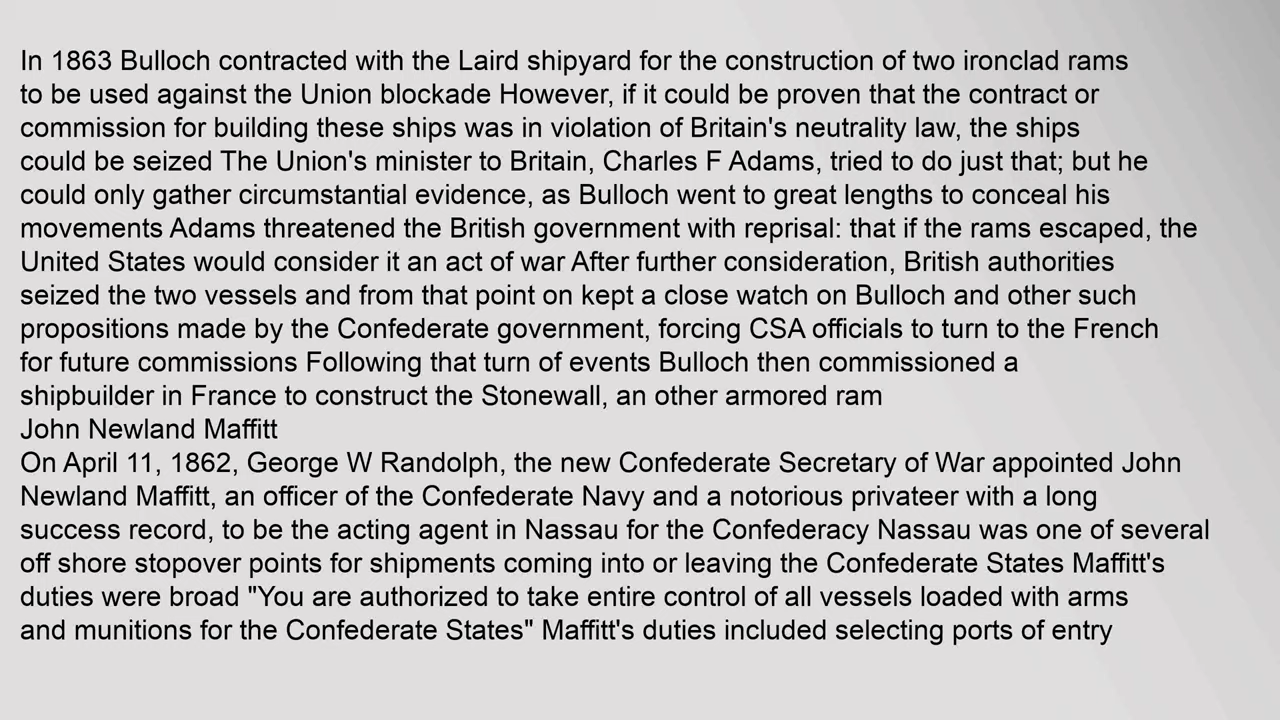 In 1863 Bulloch contracted with the Laird shipyard for the construction of two ironclad rams
to be used against the Union blockade However, if it could be proven that the contract or
commission for building these ships was in violation of Britain's neutrality law, the ships
could be seized The Union's minister to Britain, Charles F Adams, tried to do just that; but he
could only gather circumstantial evidence, as Bulloch went to great lengths to conceal his
movements Adams threatened the British government with reprisal: that if the rams escaped, the
United States would consider it an act of war After further consideration, British authorities
seized the two vessels and from that point on kept a close watch on Bulloch and other such
propositions made by the Confederate government, forcing CSA officials to turn to the French
for future commissions Following that turn of events Bulloch then commissioned a
shipbuilder in France to construct the Stonewall, an other armored ram
John Newland Maffitt
On April 11, 1862, George W Randolph, the new Confederate Secretary of War appointed John
Newland Maffitt, an officer of the Confederate Navy and a notorious privateer with a long
success record, to be the acting agent in Nassau for the Confederacy Nassau was one of several
off shore stopover points for shipments coming into or leaving the Confederate States Maffitt's
duties were broad "You are authorized to take entire control of all vessels loaded with arms
and munitions for the Confederate States" Maffitt's duties included selecting ports of entry